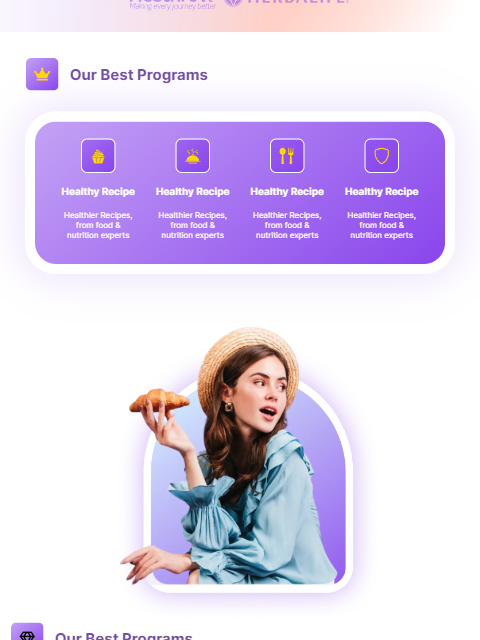 Making every journey better
HERBALIFE
Our Best Programs
Healthy Recipe Healthy Recipe Healthy Recipe Healthy Recipe
Healthier Recipes, Healthier Recipes, Healthier Recipes, Healthier Recipes,
from food & from food & from food & from food &
nutrition experts nutrition experts nutrition experts nutrition experts
Our Best Programs